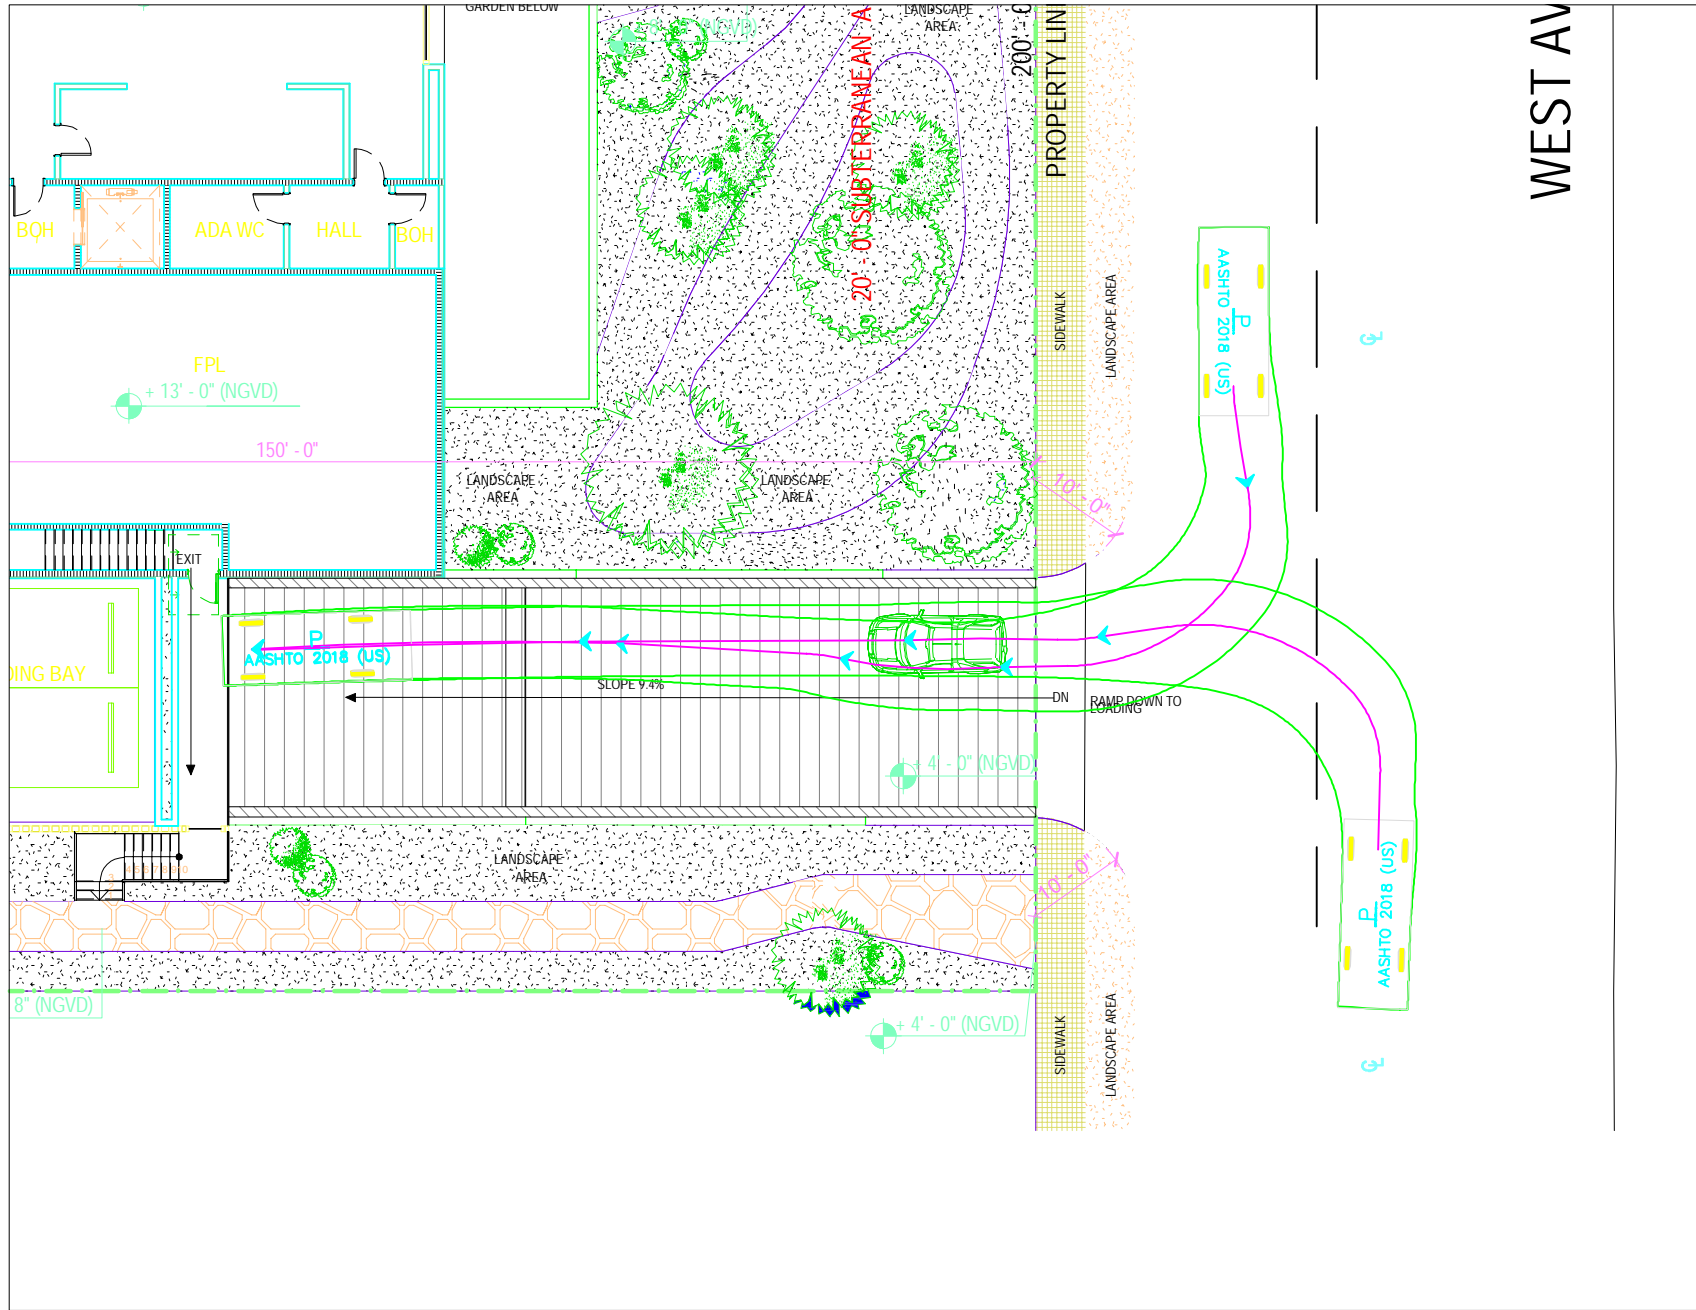 GARDEN BELOW
LANDSCAPE
AREA
20' - 0" SUBTERRANEAN A
PROPERTY LIN
WEST AV
BOH
ADA WC
HALL
BOH
FPL
+ 13' - 0" (NGVD)
150' - 0"
SIDEWALK
LANDSCAPE AREA
AASHTO 2018 (US)
P
LANDSCAPE
AREA
LANDSCAPE
AREA
10' - 0"
EXIT
P
AASHTO 2018 (US)
DING BAY
SLOPE 9.4%
DN
RAMP DOWN TO
LOADING
+ 4' - 0" (NGVD)
LANDSCAPE
AREA
10' - 0"
P
AASHTO 2018 (US)
8" (NGVD)
+ 4' - 0" (NGVD)
SIDEWALK
LANDSCAPE AREA